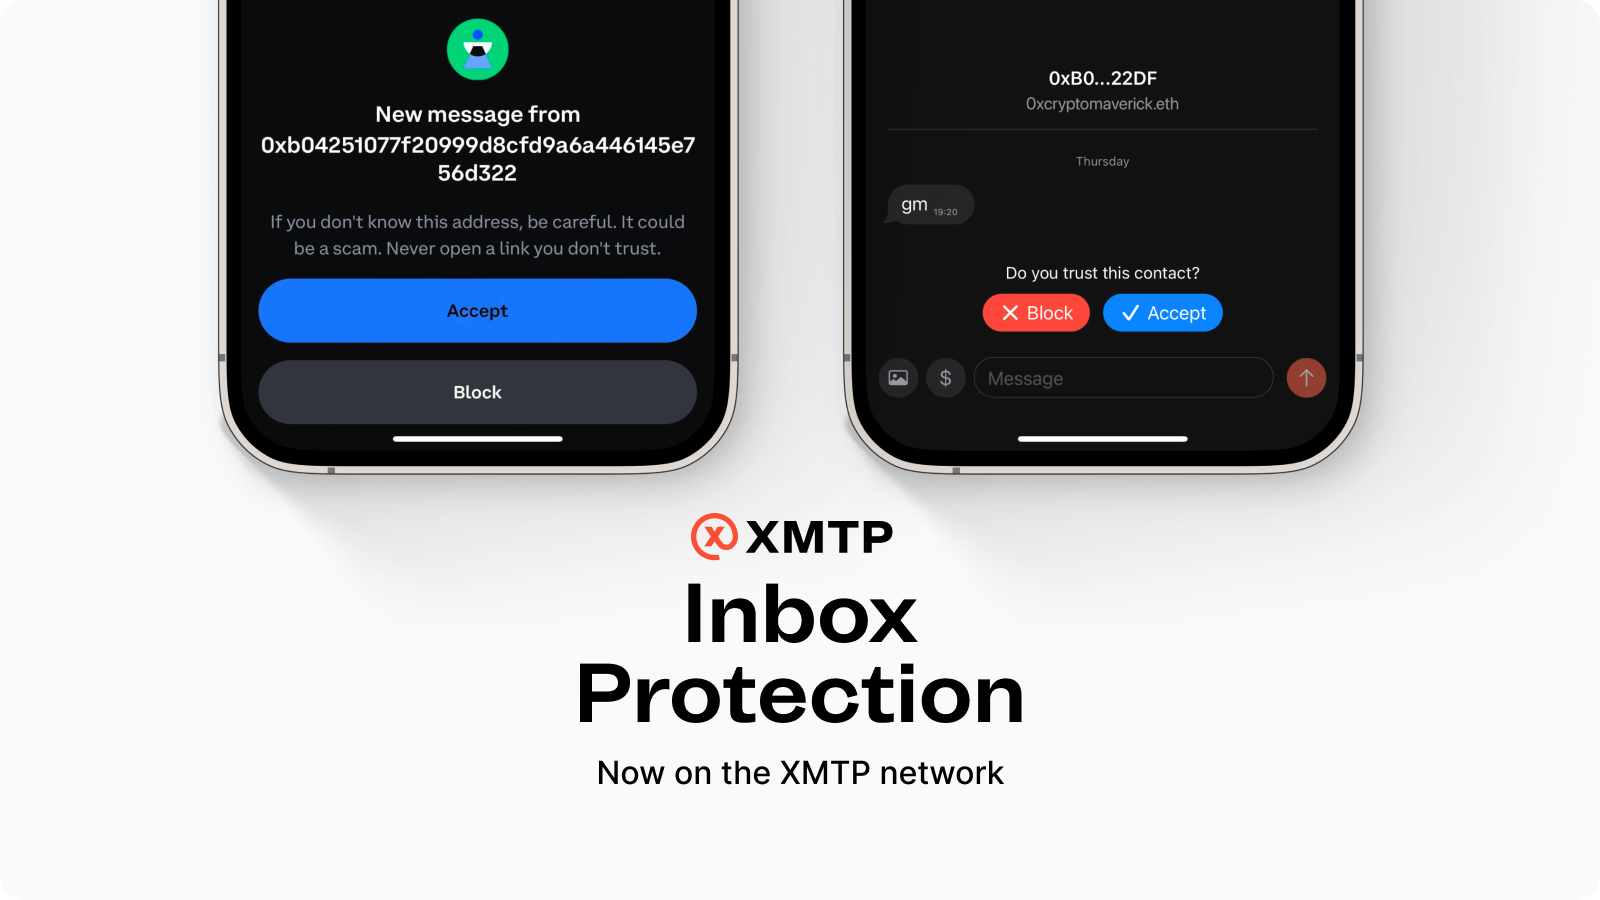 New message from
0xb04251077f20999d8cfd9a6a446145e7
56d322
If you don't know this address, be careful. It could
be a scam. Never open a link you don't trust.
Accept
Block
0xB0...22DF
0xcryptomaverick.eth
Thursday
gm 19:20
Do you trust this contact?
Block Accept
$ Message
XMTP
Inbox
Protection
Now on the XMTP network